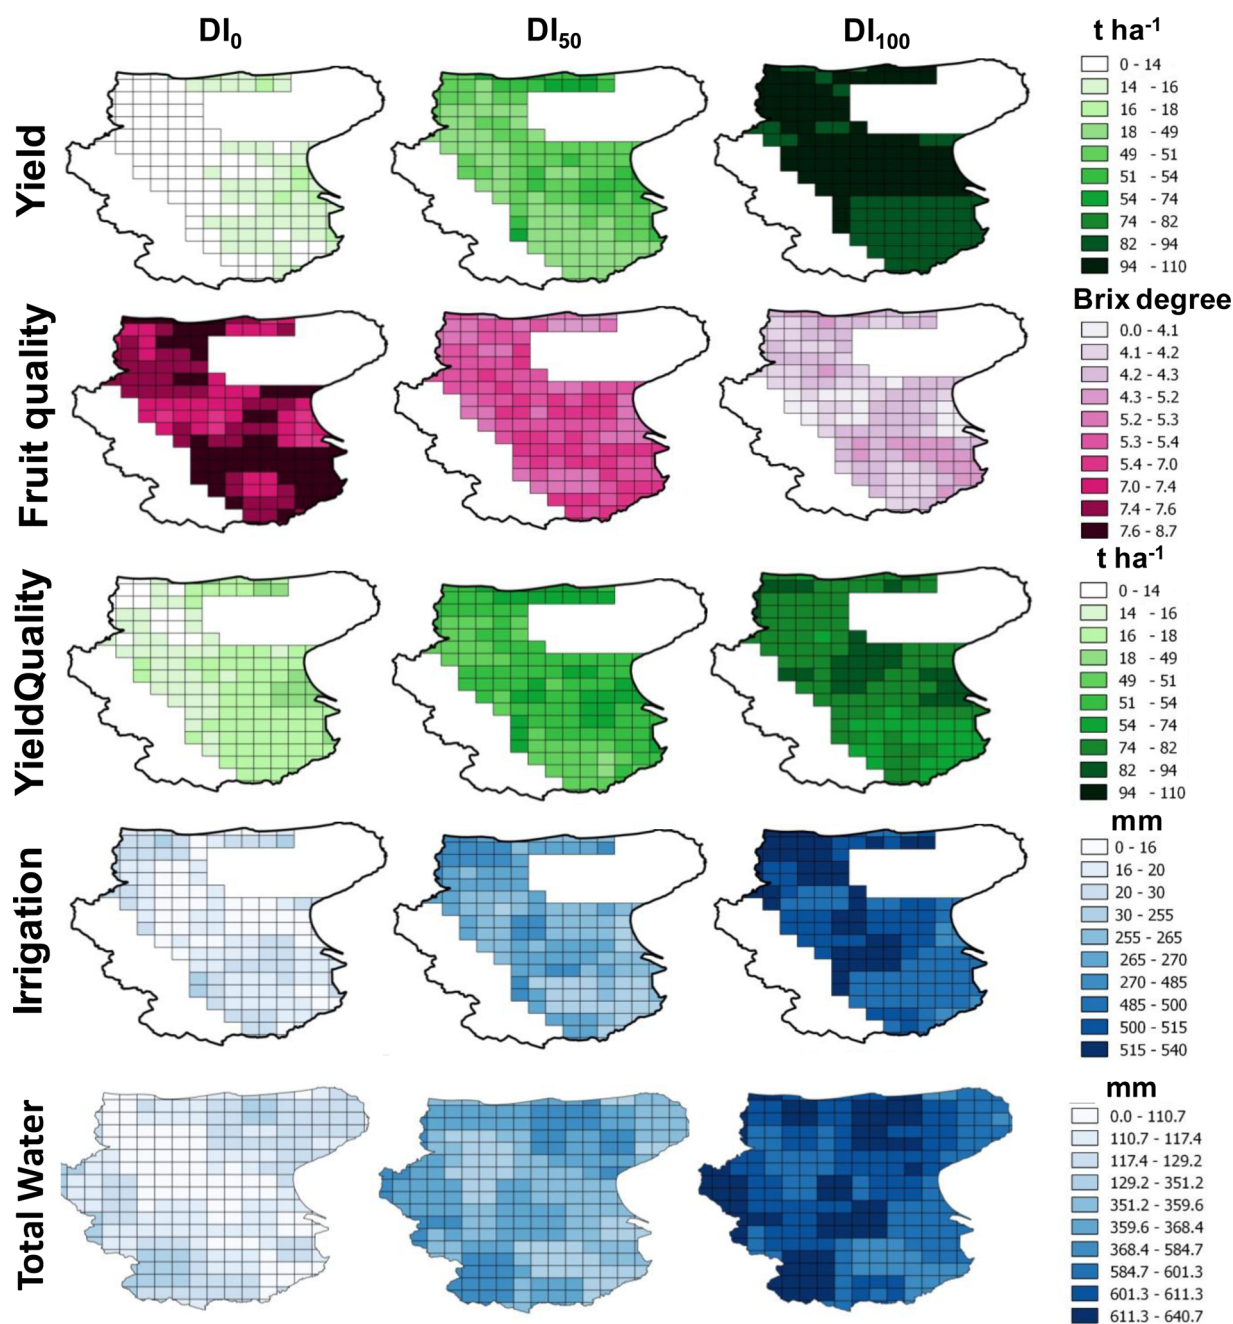 DI0 DI50 DI100 t ha-1
0 - 14
14 - 16
16 - 18
18 - 49
49 - 51
51 - 54
54 - 74
74 - 82
82 - 94
94 - 110
Yield
Brix degree
0.0 - 4.1
4.1 - 4.2
4.2 - 4.3
4.3 - 5.2
5.2 - 5.3
5.3 - 5.4
5.4 - 7.0
7.0 - 7.4
7.4 - 7.6
7.6 - 8.7
Fruit quality
t ha-1
0 - 14
14 - 16
16 - 18
18 - 49
49 - 51
51 - 54
54 - 74
74 - 82
82 - 94
94 - 110
YieldQuality
mm
0 - 16
16 - 20
20 - 30
30 - 255
255 - 265
265 - 270
270 - 485
485 - 500
500 - 515
515 - 540
Irrigation
mm
0.0 - 110.7
110.7 - 117.4
117.4 - 129.2
129.2 - 351.2
351.2 - 359.6
359.6 - 368.4
368.4 - 584.7
584.7 - 601.3
601.3 - 611.3
611.3 - 640.7
Total Water